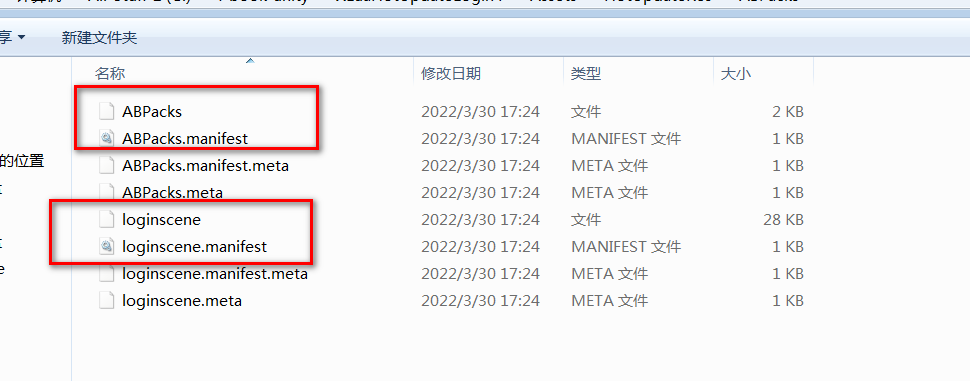 享 新建文件夹
名称 修改日期 类型 大小
ABPacks 2022/3/30 17:24 文件 2 KB
ABPacks.manifest 2022/3/30 17:24 MANIFEST 文件 1 KB
的位置 ABPacks.manifest.meta 2022/3/30 17:24 META 文件 1 KB
ABPacks.meta 2022/3/30 17:24 META 文件 1 KB
loginscene 2022/3/30 17:24 文件 28 KB
loginscene.manifest 2022/3/30 17:24 MANIFEST 文件 1 KB
loginscene.manifest.meta 2022/3/30 17:24 META 文件 1 KB
loginscene.meta 2022/3/30 17:24 META 文件 1 KB